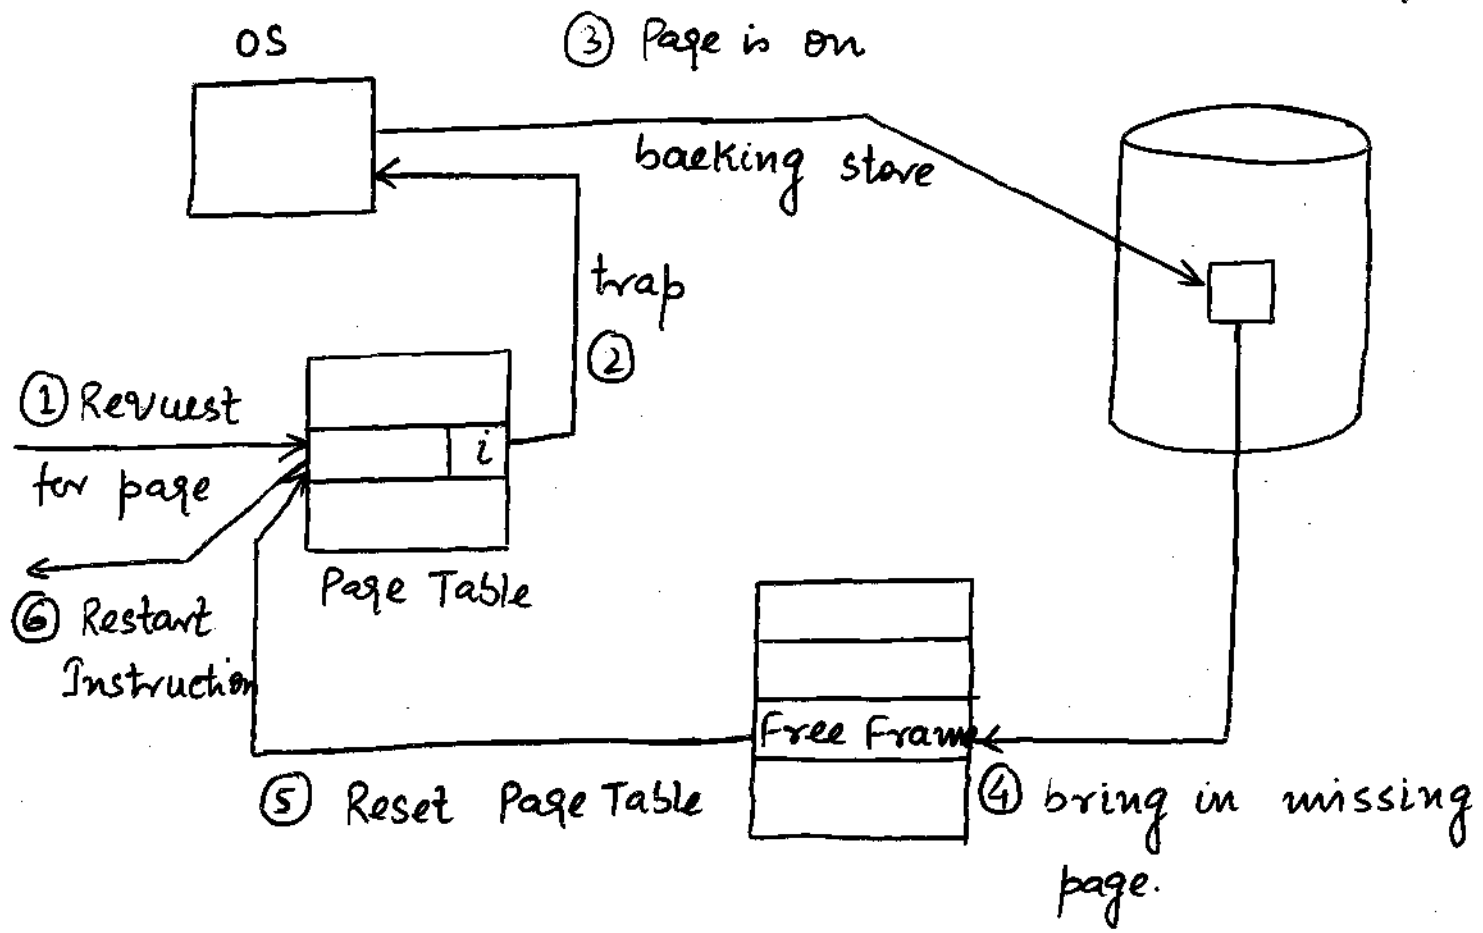 OS
③ Page is on
backing store
trap
②
① Request
for page
i
Page Table
⑥ Restart
Instruction
Free Frame
⑤ Reset Page Table
④ bring in missing
page.